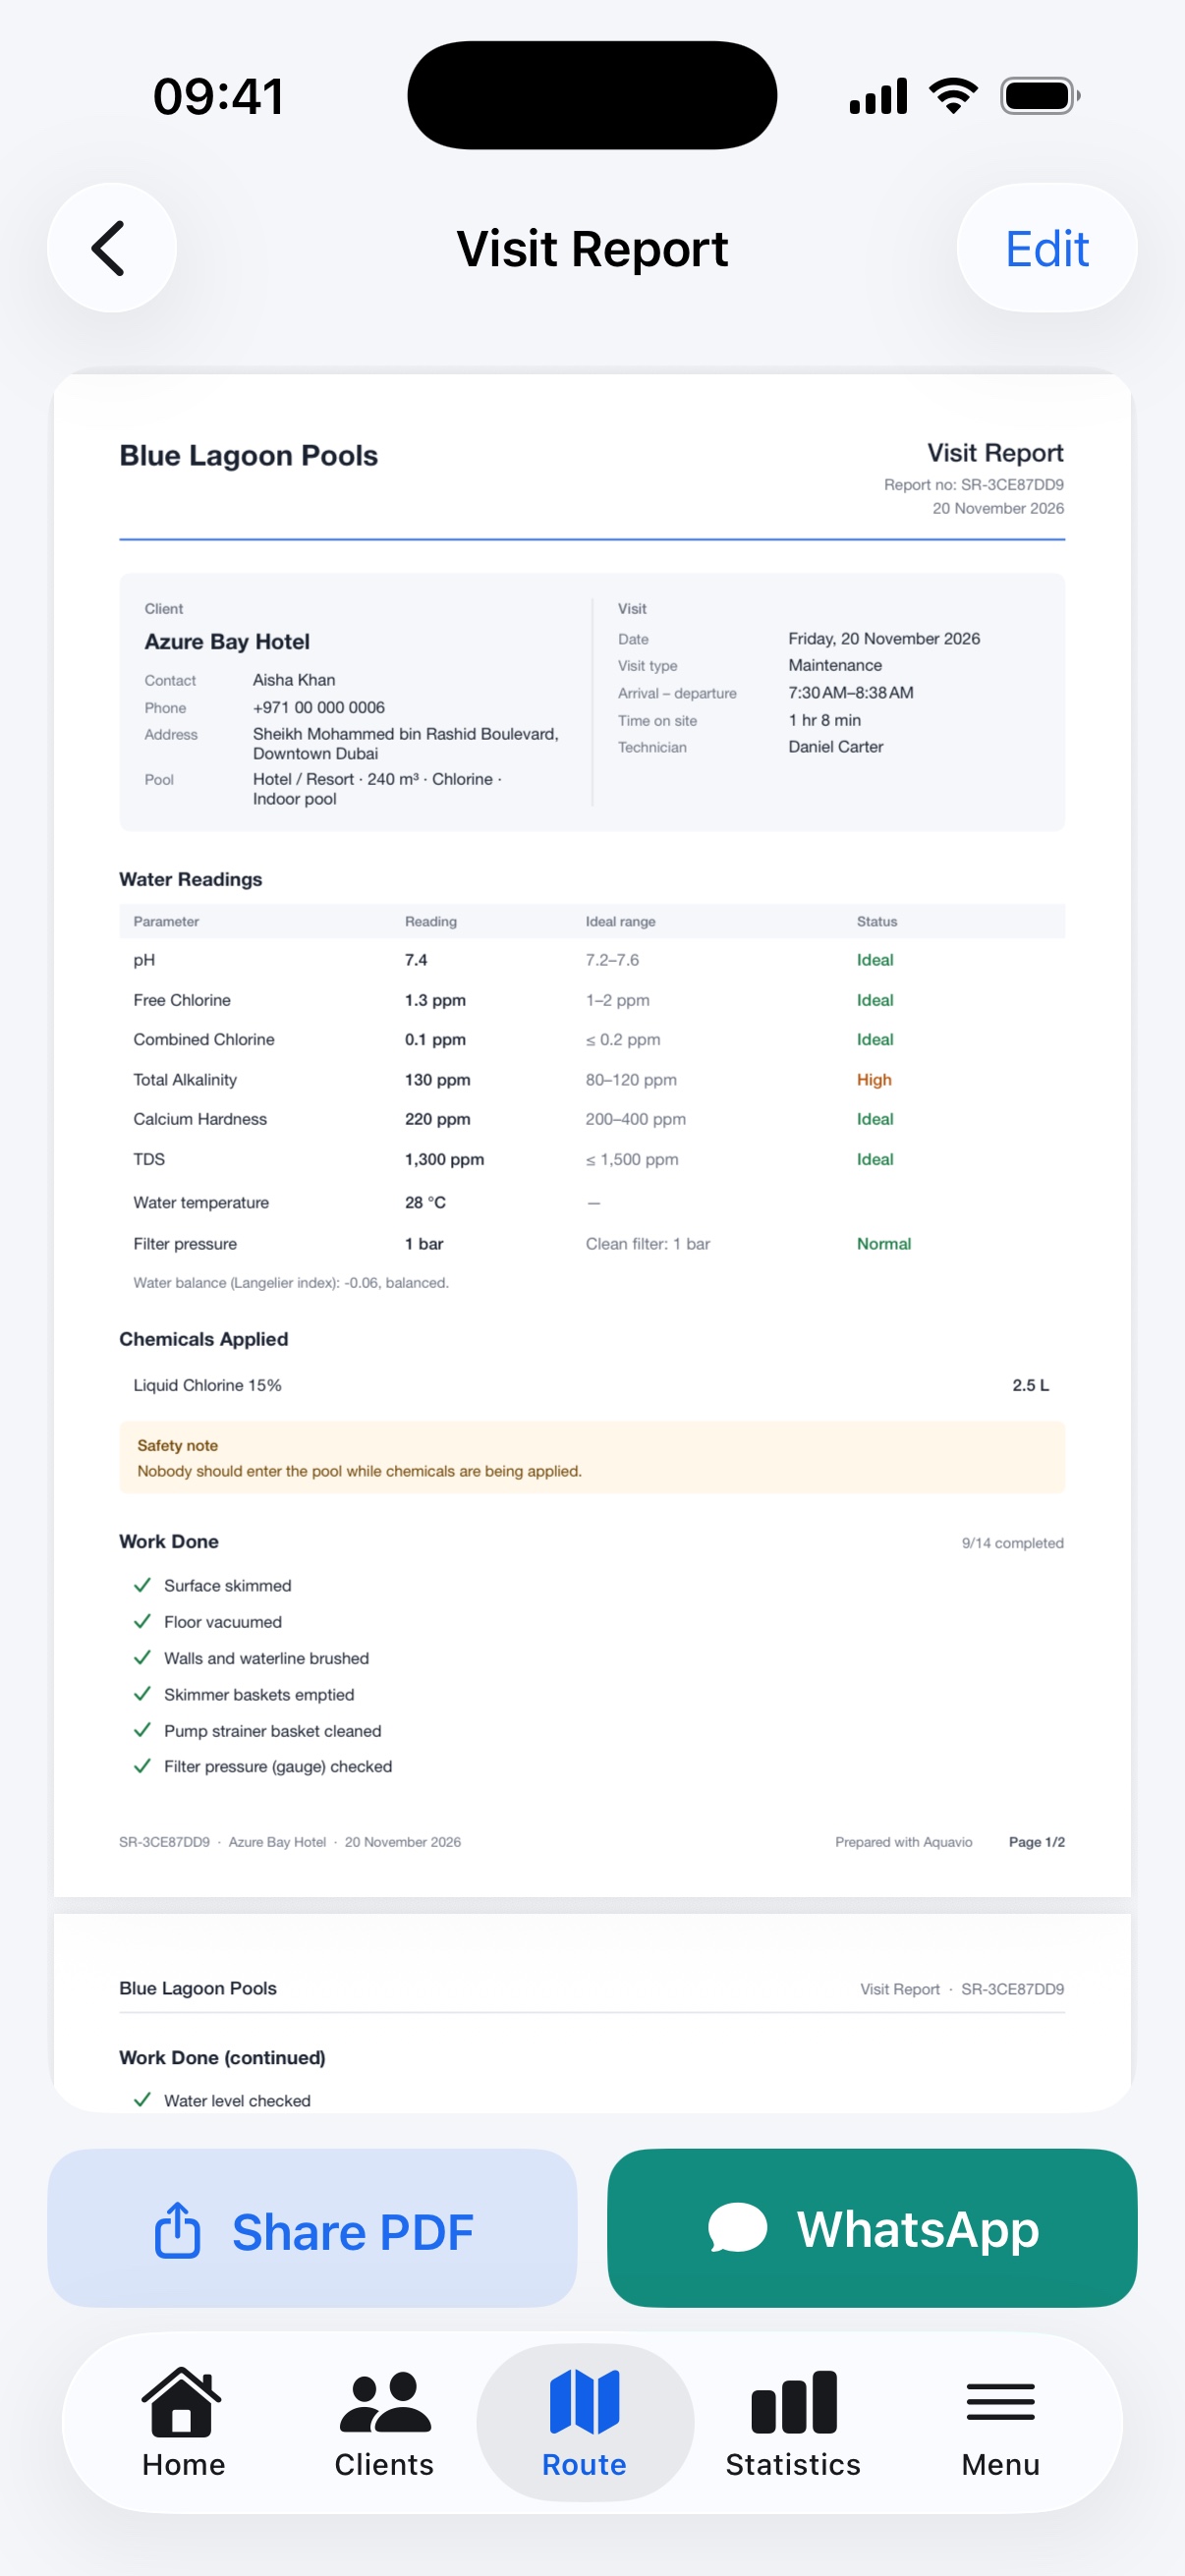 09:41
Visit Report
Edit
Blue Lagoon Pools
Visit Report
Report no: SR-3CE87DD9
20 November 2026
Client
Azure Bay Hotel
Contact Aisha Khan
Phone +971 00 000 0006
Address Sheikh Mohammed bin Rashid Boulevard,
Downtown Dubai
Pool Hotel / Resort · 240 m³ · Chlorine ·
Indoor pool
Visit
Date Friday, 20 November 2026
Visit type Maintenance
Arrival – departure 7:30 AM–8:38 AM
Time on site 1 hr 8 min
Technician Daniel Carter
Water Readings
Parameter Reading Ideal range Status
pH 7.4 7.2–7.6 Ideal
Free Chlorine 1.3 ppm 1–2 ppm Ideal
Combined Chlorine 0.1 ppm ≤ 0.2 ppm Ideal
Total Alkalinity 130 ppm 80–120 ppm High
Calcium Hardness 220 ppm 200–400 ppm Ideal
TDS 1,300 ppm ≤ 1,500 ppm Ideal
Water temperature 28 °C —
Filter pressure 1 bar Clean filter: 1 bar Normal
Water balance (Langelier index): -0.06, balanced.
Chemicals Applied
Liquid Chlorine 15% 2.5 L
Safety note
Nobody should enter the pool while chemicals are being applied.
Work Done 9/14 completed
Surface skimmed
Floor vacuumed
Walls and waterline brushed
Skimmer baskets emptied
Pump strainer basket cleaned
Filter pressure (gauge) checked
SR-3CE87DD9 · Azure Bay Hotel · 20 November 2026 Prepared with Aquavio Page 1/2
Blue Lagoon Pools Visit Report · SR-3CE87DD9
Work Done (continued)
Water level checked
Share PDF
WhatsApp
Home
Clients
Route
Statistics
Menu